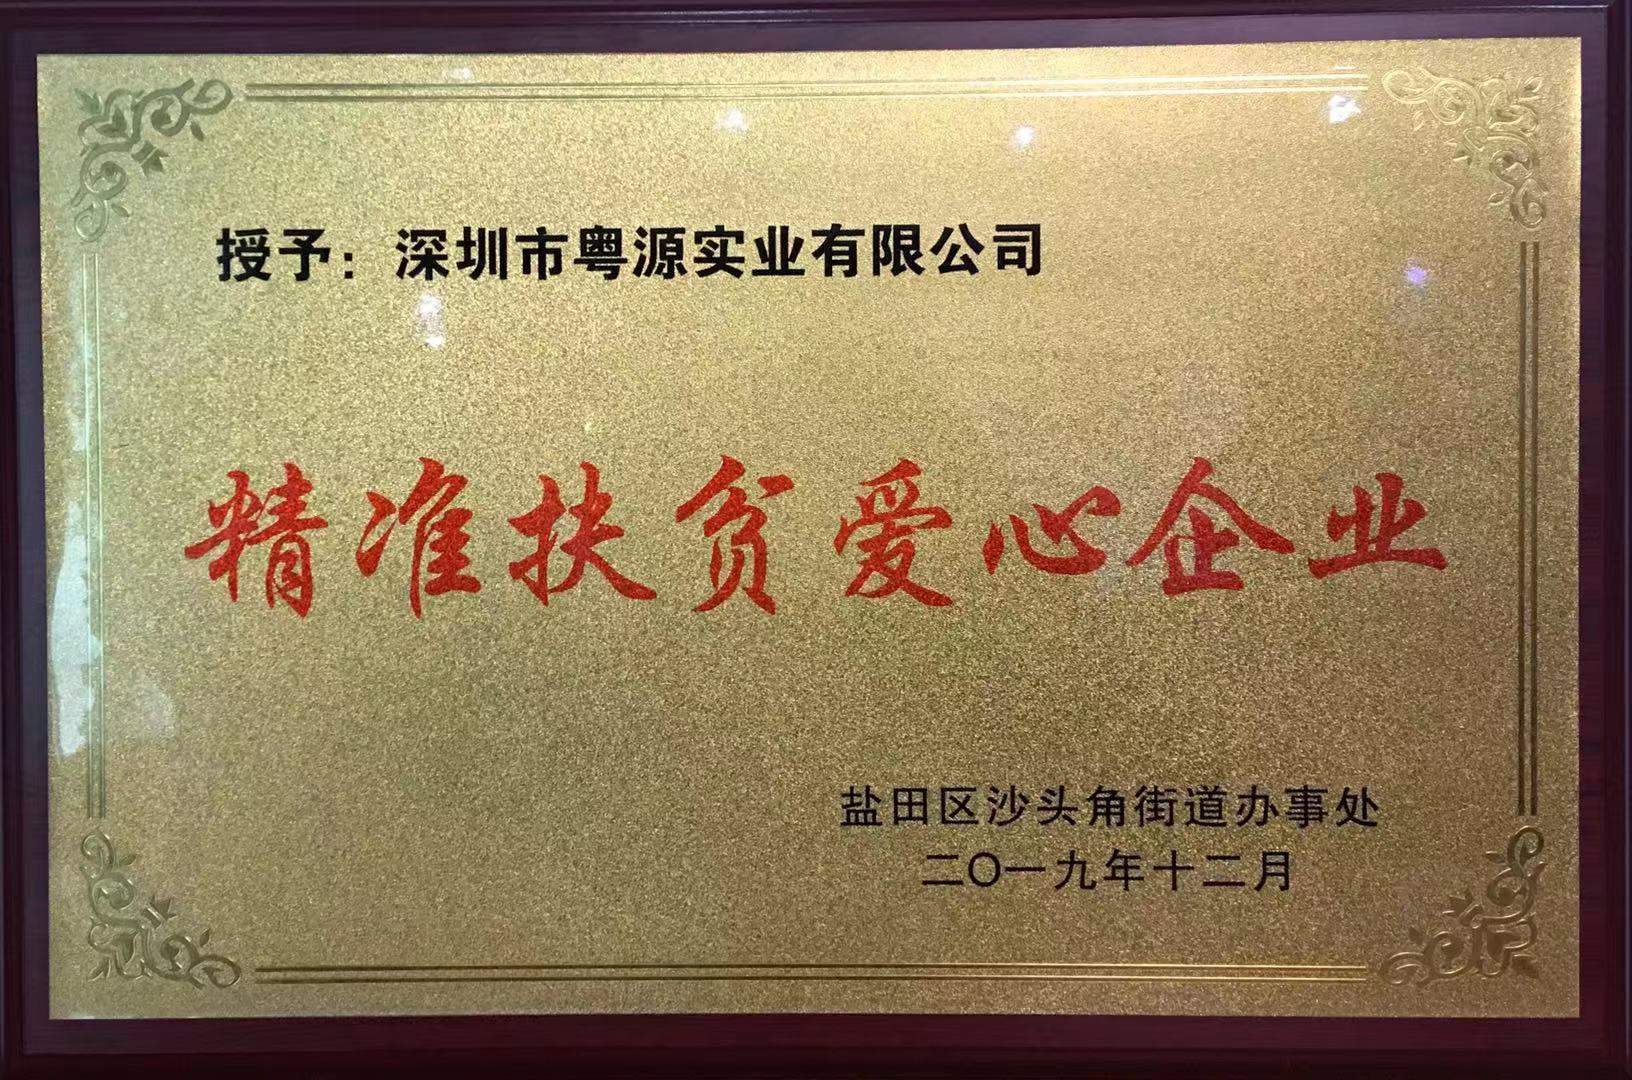 授予：深圳市粤源实业有限公司
精准扶贫爱心企业
盐田区沙头角街道办事处
二〇一九年十二月